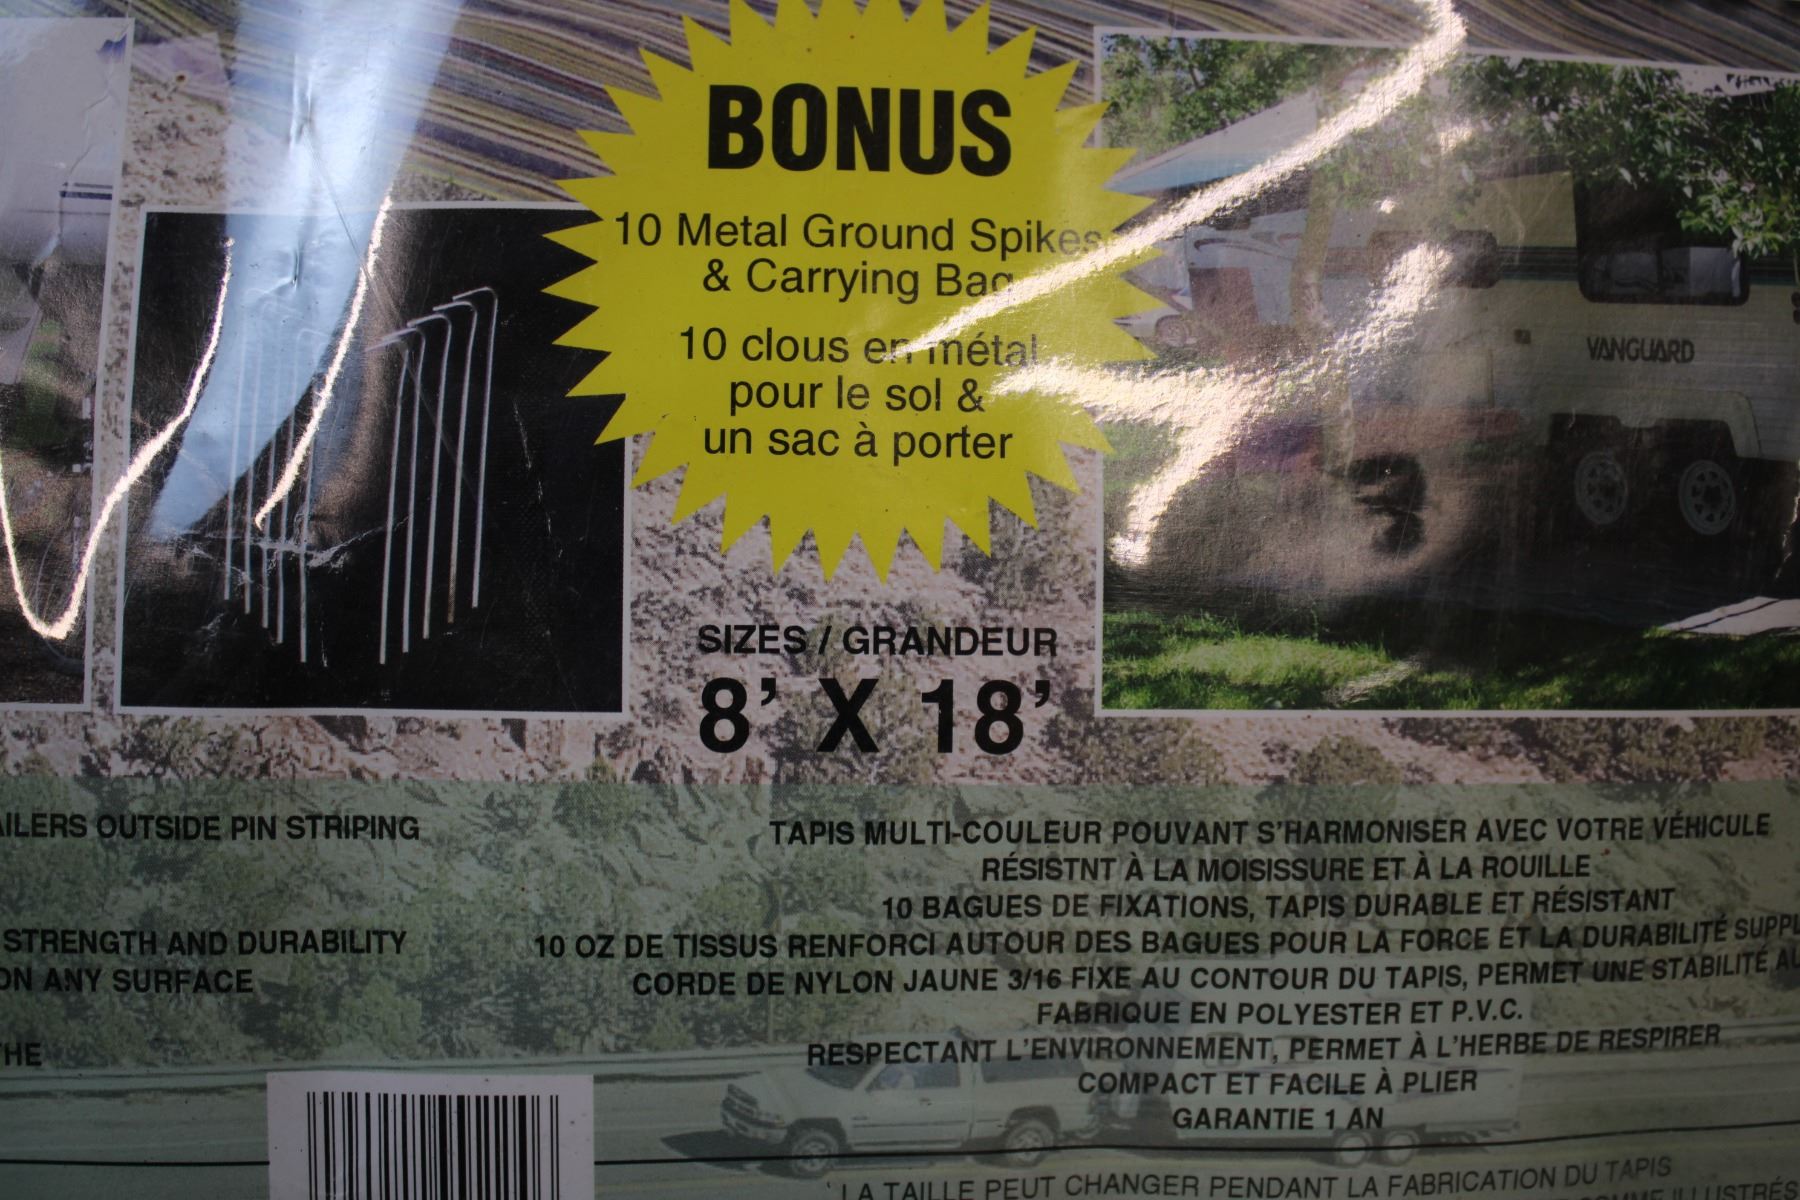 BONUS
10 Metal Ground Spikes
& Carrying Bag
10 clous en métal
pour le sol &
un sac à porter
VANGUARD
SIZES / GRANDEUR
8' X 18'
OUTSIDE PIN STRIPING
STRENGTH AND DURABILITY
ON ANY SURFACE
TAPIS MULTI-COULEUR POUVANT S'HARMONISER AVEC VOTRE VÉHICULE
RÉSISTNT À LA MOISISSURE ET À LA ROUILLE
10 BAGUES DE FIXATIONS, TAPIS DURABLE ET RÉSISTANT
10 OZ DE TISSUS RENFORCI AUTOUR DES BAGUES POUR LA FORCE ET LA DURABILITÉ
CORDE DE NYLON JAUNE 3/16 FIXE AU CONTOUR DU TAPIS, PERMET UNE STABILITÉ
FABRIQUE EN POLYESTER ET P.V.C.
RESPECTANT L'ENVIRONNEMENT, PERMET À L'HERBE DE RESPIRER
COMPACT ET FACILE À PLIER
GARANTIE 1 AN
LA TAILLE PEUT CHANGER PENDANT LA FABRICATION DU TAPIS